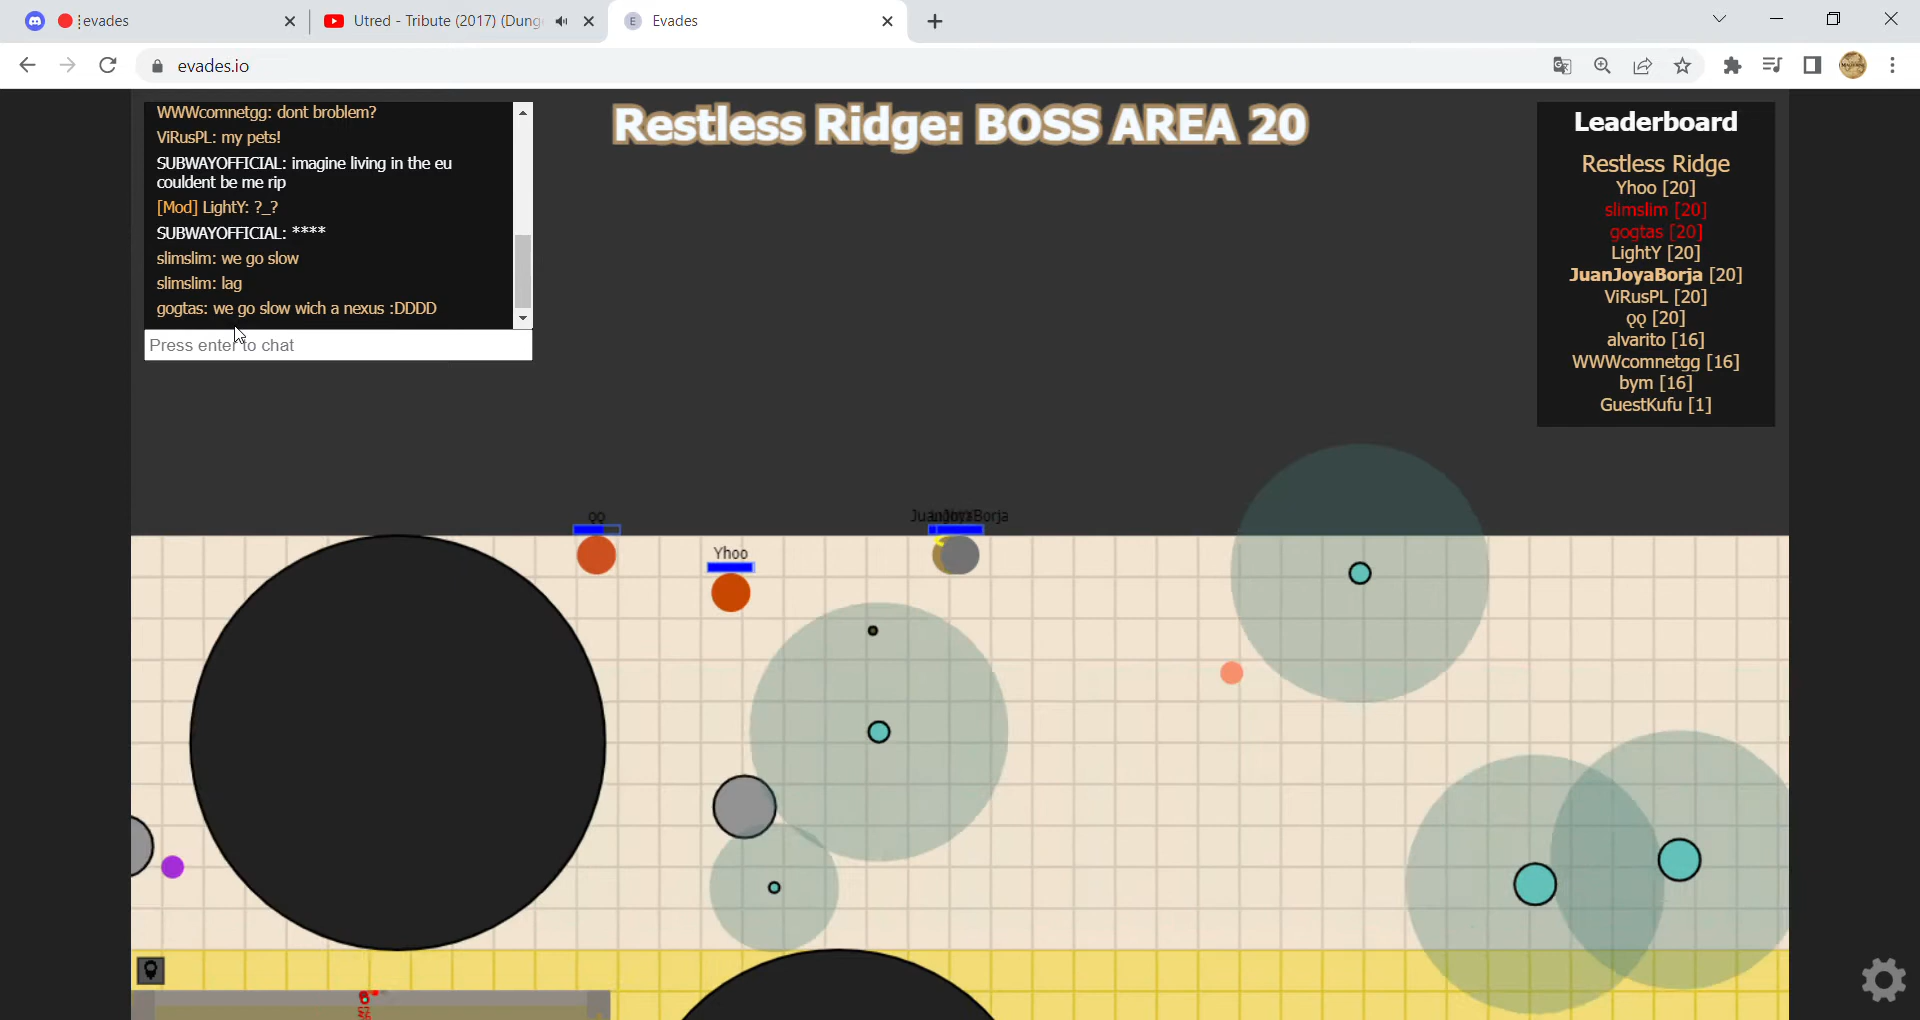 evades
Utred - Tribute (2017) (Dung
E Evades
evades.io
WWWcomnetgg: dont broblem?
ViRusPL: my pets!
SUBWAYOFFICIAL: imagine living in the eu
couldent be me rip
[Mod] LightY: ?_?
SUBWAYOFFICIAL: ****
slimslim: we go slow
slimslim: lag
gogtas: we go slow wich a nexus :DDDD
Press enter to chat
Restless Ridge: BOSS AREA 20
Leaderboard
Restless Ridge
Yhoo [20]
slimslim [20]
gogtas [20]
LightY [20]
JuanJoyaBorja [20]
ViRusPL [20]
ǫǫ [20]
alvarito [16]
WWWcomnetgg [16]
bym [16]
GuestKufu [1]
ǫǫ
Yhoo
JuanJoyaBorja